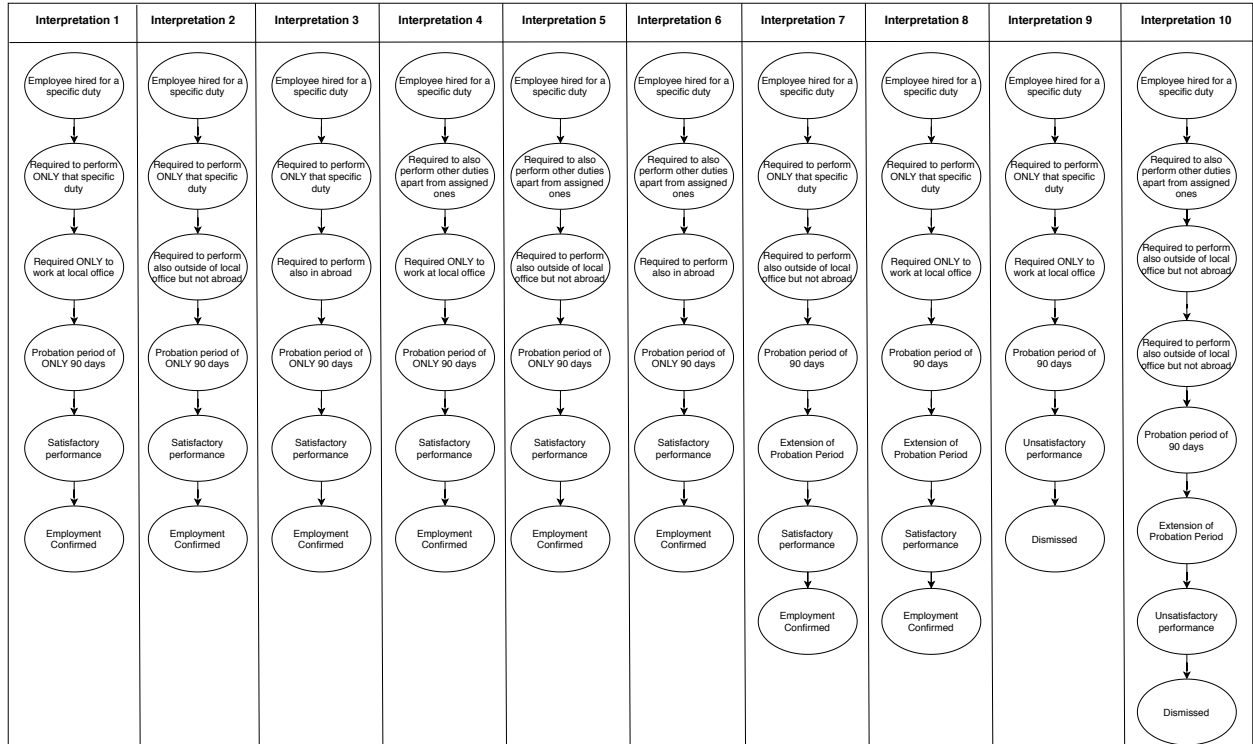 Interpretation 1
Interpretation 2
Interpretation 3
Interpretation 4
Interpretation 5
Interpretation 6
Interpretation 7
Interpretation 8
Interpretation 9
Interpretation 10
Employee hired for a
specific duty
Required to perform
ONLY that specific
duty
Required ONLY to
work at local office
Probation period of
ONLY 90 days
Satisfactory
performance
Employment
Confirmed
Employee hired for a
specific duty
Required to perform
ONLY that specific
duty
Required to perform
also outside of local
office but not abroad
Probation period of
ONLY 90 days
Satisfactory
performance
Employment
Confirmed
Employee hired for a
specific duty
Required to perform
ONLY that specific
duty
Required to perform
also in abroad
Probation period of
ONLY 90 days
Satisfactory
performance
Employment
Confirmed
Employee hired for a
specific duty
Required to also
perform other duties
apart from assigned
ones
Required ONLY to
work at local office
Probation period of
ONLY 90 days
Satisfactory
performance
Employment
Confirmed
Employee hired for a
specific duty
Required to also
perform other duties
apart from assigned
ones
Required to perform
also outside of local
office but not abroad
Probation period of
ONLY 90 days
Satisfactory
performance
Employment
Confirmed
Employee hired for a
specific duty
Required to also
perform other duties
apart from assigned
ones
Required to perform
also in abroad
Probation period of
ONLY 90 days
Satisfactory
performance
Employment
Confirmed
Employee hired for a
specific duty
Required to perform
ONLY that specific
duty
Required to perform
also outside of local
office but not abroad
Probation period of
90 days
Extension of
Probation Period
Satisfactory
performance
Employment
Confirmed
Employee hired for a
specific duty
Required to perform
ONLY that specific
duty
Required ONLY to
work at local office
Probation period of
90 days
Extension of
Probation Period
Satisfactory
performance
Employment
Confirmed
Employee hired for a
specific duty
Required to perform
ONLY that specific
duty
Required ONLY to
work at local office
Probation period of
90 days
Unsatisfactory
performance
Dismissed
Employee hired for a
specific duty
Required to also
perform other duties
apart from assigned
ones
Required to perform
also outside of local
office but not abroad
Required to perform
also outside of local
office but not abroad
Probation period of
90 days
Extension of
Probation Period
Unsatisfactory
performance
Dismissed